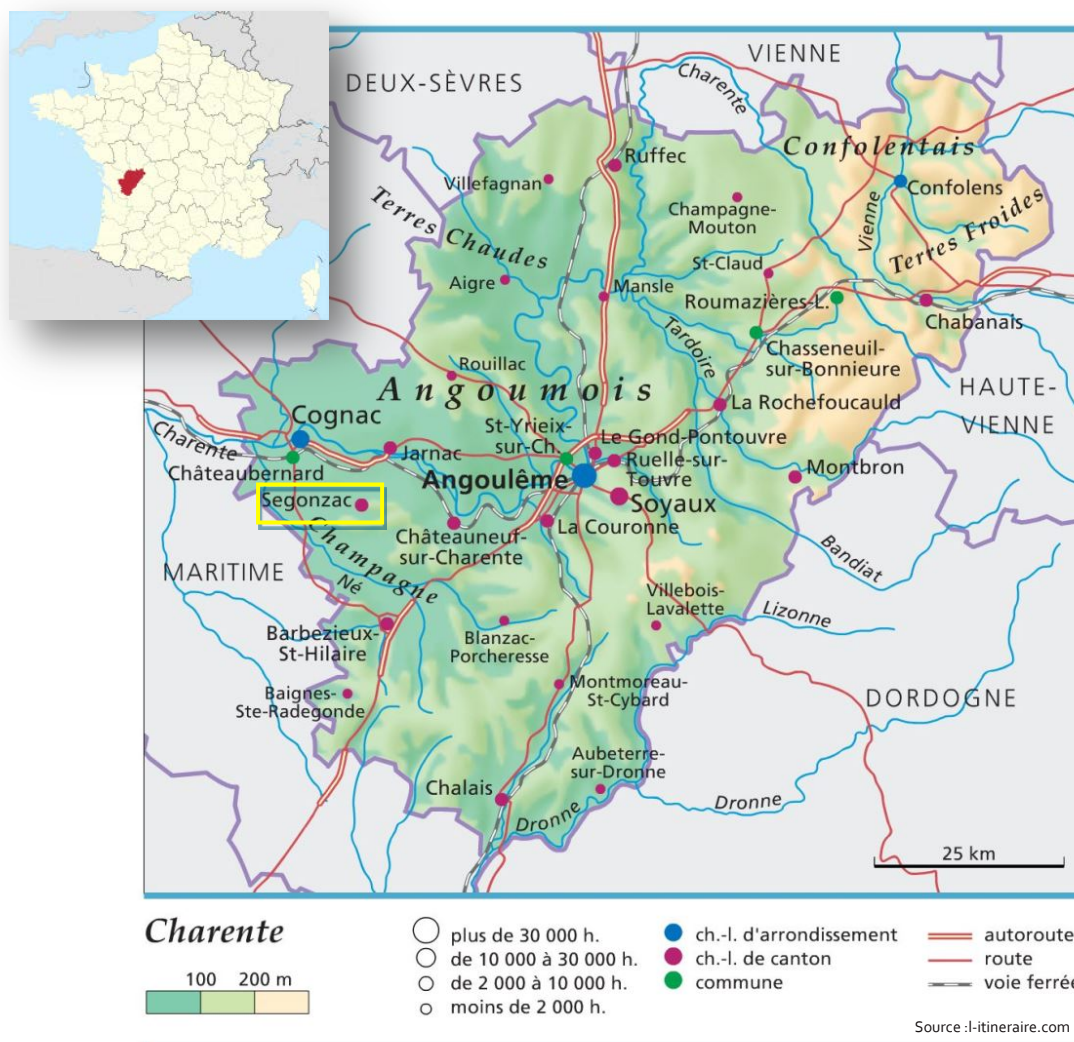 VIENNE
DEUX-SÈVRES
Charente
Confolentais
Ruffec
Villefagnan
Confolens
Terres Chaudes
Champagne-
Mouton
Vienne
Terres Froides
St-Claud
Aigre
Mansle
Roumazières-L.
Chabanais
Tardoire
Chasseneuil-
sur-Bonnieure
Rouillac
HAUTE-
VIENNE
Angoumois
La Rochefoucauld
Cognac
St-Yrieix-
sur-Ch.
Le Gond-Pontouvre
Charente
Jarnac
Ruelle-sur-
Touvre
Châteaubernard
Montbron
Angoulême
Segonzac
Soyaux
Champagne
Châteauneuf-
sur-Charente
La Couronne
Bandiat
MARITIME
Né
Villebois-
Lavalette
Lizonne
Barbezieux-
St-Hilaire
Blanzac-
Porcheresse
Baignes-
Ste-Radegonde
Montmoreau-
St-Cybard
DORDOGNE
Aubeterre-
sur-Dronne
Chalais
Dronne
Dronne
25 km
Charente
100 200 m
plus de 30 000 h.
de 10 000 à 30 000 h.
de 2 000 à 10 000 h.
moins de 2 000 h.
ch.-l. d'arrondissement
ch.-l. de canton
commune
autoroute
route
voie ferrée
Source :l-itineraire.com